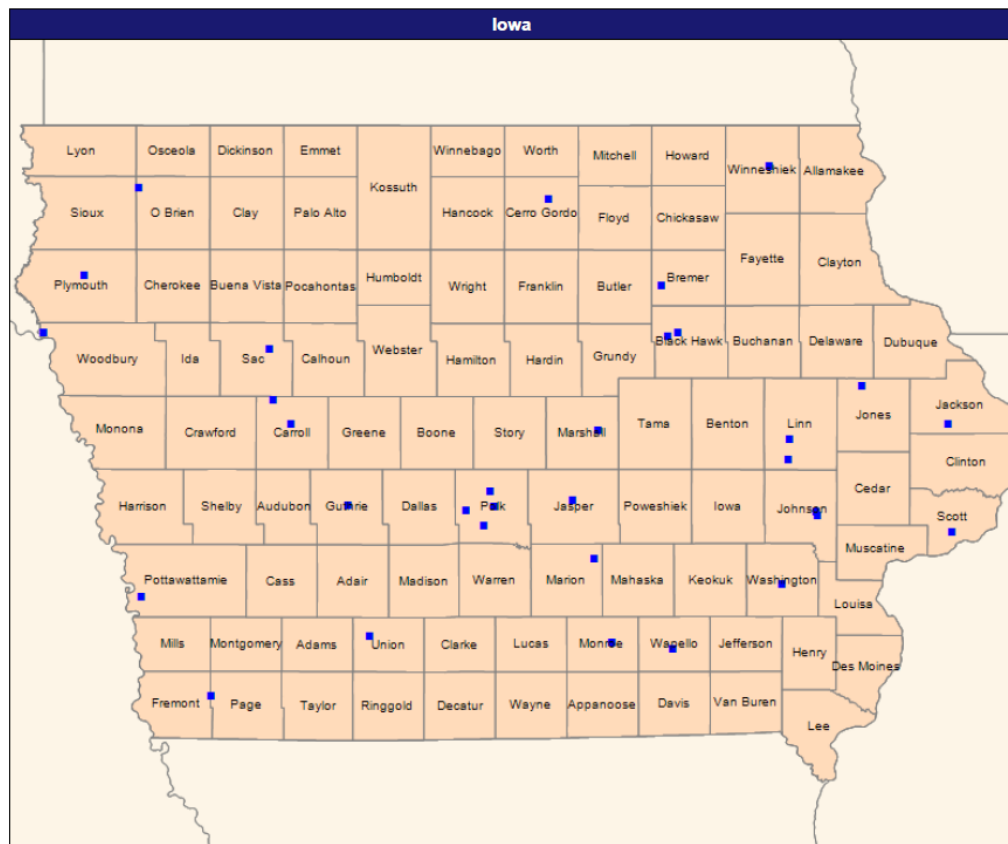 Iowa
Lyon
Osceola
Dickinson
Emmet
Kossuth
Winnebago
Worth
Mitchell
Howard
Winneshiek
Allamakee
Sioux
O Brien
Clay
Palo Alto
Hancock
Cerro Gordo
Floyd
Chickasaw
Fayette
Clayton
Plymouth
Cherokee
Buena Vista
Pocahontas
Humboldt
Wright
Franklin
Butler
Bremer
Woodbury
Ida
Sac
Calhoun
Webster
Hamilton
Hardin
Grundy
Black Hawk
Buchanan
Delaware
Dubuque
Monona
Crawford
Carroll
Greene
Boone
Story
Marshall
Tama
Benton
Linn
Jones
Jackson
Clinton
Harrison
Shelby
Audubon
Guthrie
Dallas
Polk
Jasper
Poweshiek
Iowa
Johnson
Cedar
Scott
Muscatine
Pottawattamie
Cass
Adair
Madison
Warren
Marion
Mahaska
Keokuk
Washington
Louisa
Mills
Montgomery
Adams
Union
Clarke
Lucas
Monroe
Wapello
Jefferson
Henry
Des Moines
Fremont
Page
Taylor
Ringgold
Decatur
Wayne
Appanoose
Davis
Van Buren
Lee